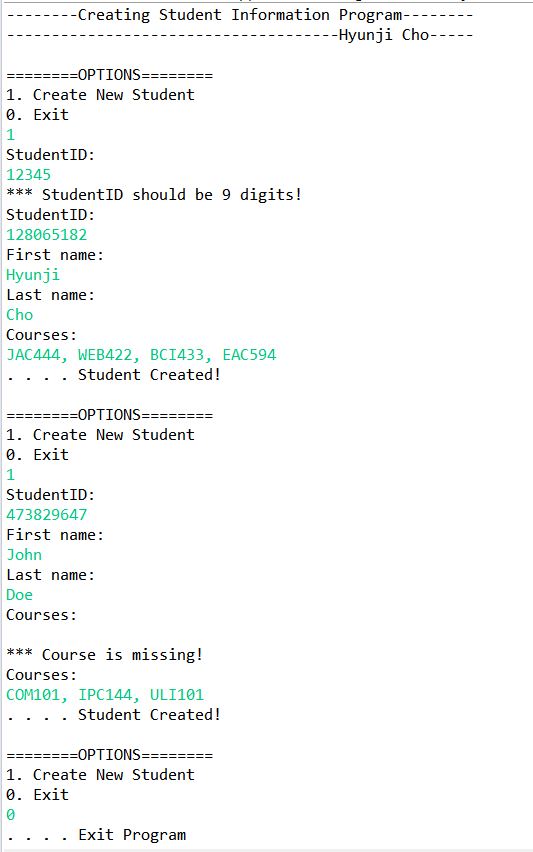 --------Creating Student Information Program--------
-----------------------------------Hyunji Cho-----
========OPTIONS========
1. Create New Student
0. Exit
1
StudentID:
12345
*** StudentID should be 9 digits!
StudentID:
128065182
First name:
Hyunji
Last name:
Cho
Courses:
JAC444, WEB422, BCI433, EAC594
. . . . Student Created!
========OPTIONS========
1. Create New Student
0. Exit
1
StudentID:
473829647
First name:
John
Last name:
Doe
Courses:
*** Course is missing!
Courses:
COM101, IPC144, ULI101
. . . . Student Created!
========OPTIONS========
1. Create New Student
0. Exit
0
. . . . Exit Program